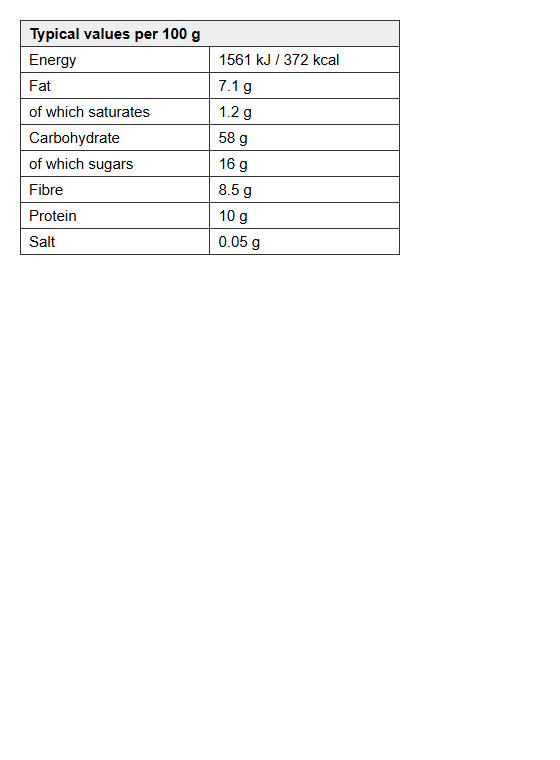 Typical values per 100 g
Energy 1561 kJ / 372 kcal
Fat 7.1 g
of which saturates 1.2 g
Carbohydrate 58 g
of which sugars 16 g
Fibre 8.5 g
Protein 10 g
Salt 0.05 g